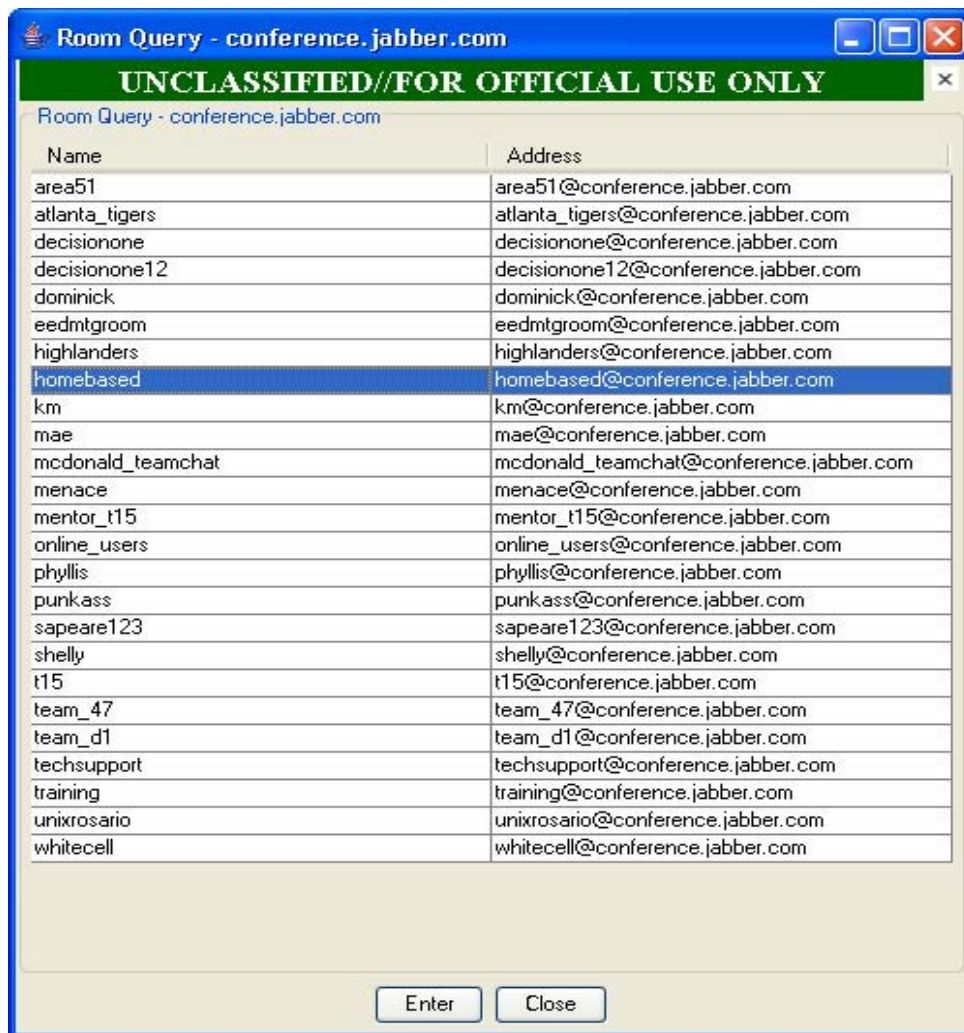 Room Query - conference.jabber.com
UNCLASSIFIED//FOR OFFICIAL USE ONLY
Room Query - conference.jabber.com
Name Address
area51 area51@conference.jabber.com
atlanta_tigers atlanta_tigers@conference.jabber.com
decisionone decisionone@conference.jabber.com
decisionone12 decisionone12@conference.jabber.com
dominick dominick@conference.jabber.com
eedmtgroom eedmtgroom@conference.jabber.com
highlanders highlanders@conference.jabber.com
homebased homebased@conference.jabber.com
km km@conference.jabber.com
mae mae@conference.jabber.com
mcdonald_teamchat mcdonald_teamchat@conference.jabber.com
menace menace@conference.jabber.com
mentor_t15 mentor_t15@conference.jabber.com
online_users online_users@conference.jabber.com
phyllis phyllis@conference.jabber.com
punkass punkass@conference.jabber.com
sapeare123 sapeare123@conference.jabber.com
shelly shelly@conference.jabber.com
t15 t15@conference.jabber.com
team_47 team_47@conference.jabber.com
team_d1 team_d1@conference.jabber.com
techsupport techsupport@conference.jabber.com
training training@conference.jabber.com
unixrosario unixrosario@conference.jabber.com
whitecell whitecell@conference.jabber.com
Enter Close